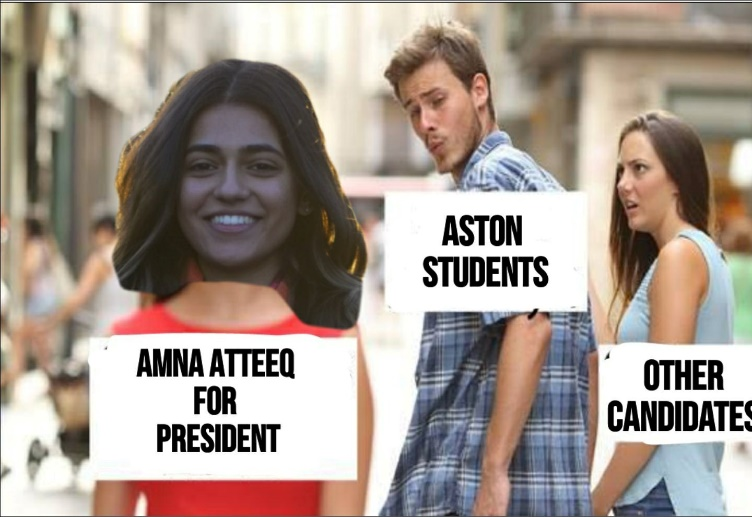 AMNA ATTEEQ
FOR
PRESIDENT
ASTON
STUDENTS
OTHER
CANDIDATES